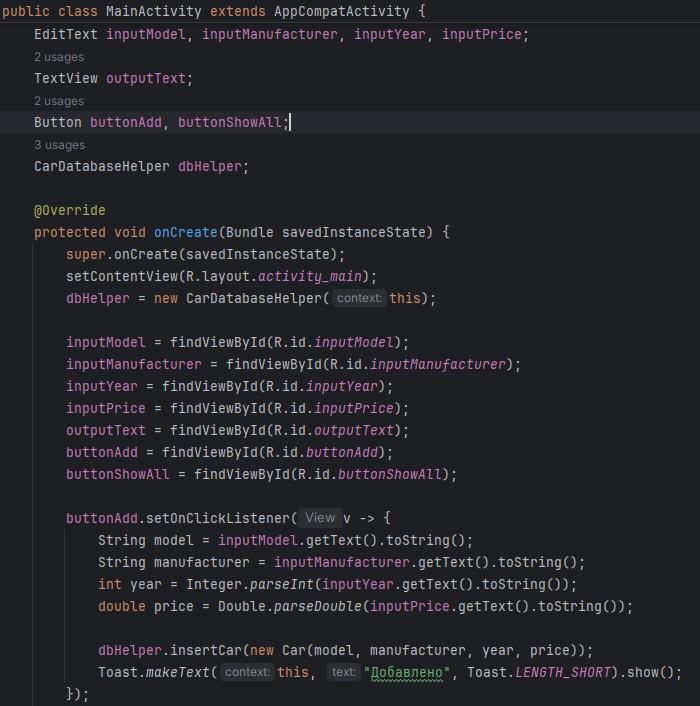 public class MainActivity extends AppCompatActivity {
EditText inputModel, inputManufacturer, inputYear, inputPrice;
2 usages
TextView outputText;
2 usages
Button buttonAdd, buttonShowAll;
3 usages
CarDatabaseHelper dbHelper;
@Override
protected void onCreate(Bundle savedInstanceState) {
super.onCreate(savedInstanceState);
setContentView(R.layout.activity_main);
dbHelper = new CarDatabaseHelper( context: this);
inputModel = findViewById(R.id.inputModel);
inputManufacturer = findViewById(R.id.inputManufacturer);
inputYear = findViewById(R.id.inputYear);
inputPrice = findViewById(R.id.inputPrice);
outputText = findViewById(R.id.outputText);
buttonAdd = findViewById(R.id.buttonAdd);
buttonShowAll = findViewById(R.id.buttonShowAll);
buttonAdd.setOnClickListener( View v -> {
String model = inputModel.getText().toString();
String manufacturer = inputManufacturer.getText().toString();
int year = Integer.parseInt(inputYear.getText().toString());
double price = Double.parseDouble(inputPrice.getText().toString());
dbHelper.insertCar(new Car(model, manufacturer, year, price));
Toast.makeText( context: this, text: "Добавлено", Toast.LENGTH_SHORT).show();
});